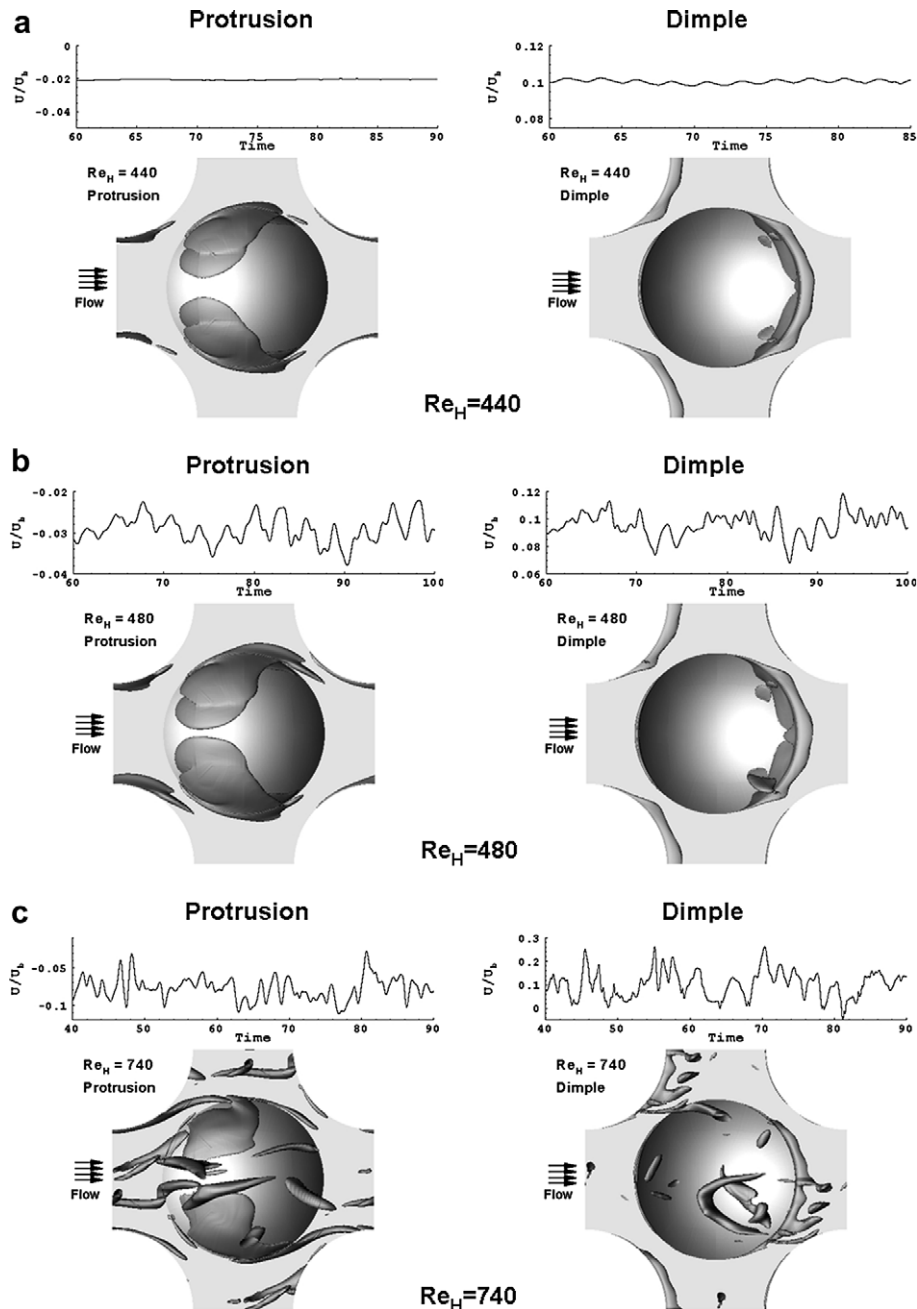 a
Protrusion
Dimple
0
-0.02
-0.04
U/U_b
60 65 70 75 80 85 90
Time
0.12
0.1
0.08
U/U_b
60 65 70 75 80 85
Time
Re_H = 440
Protrusion
Flow
Re_H = 440
Dimple
Flow
Re_H=440
b
Protrusion
Dimple
-0.02
-0.03
-0.04
U/U_b
60 70 80 90 100
Time
0.12
0.1
0.08
0.06
U/U_b
60 70 80 90 100
Time
Re_H = 480
Protrusion
Flow
Re_H = 480
Dimple
Flow
Re_H=480
c
Protrusion
Dimple
-0.05
-0.1
U/U_b
40 50 60 70 80 90
Time
0.3
0.2
0.1
0
U/U_b
40 50 60 70 80 90
Time
Re_H = 740
Protrusion
Flow
Re_H = 740
Dimple
Flow
Re_H=740